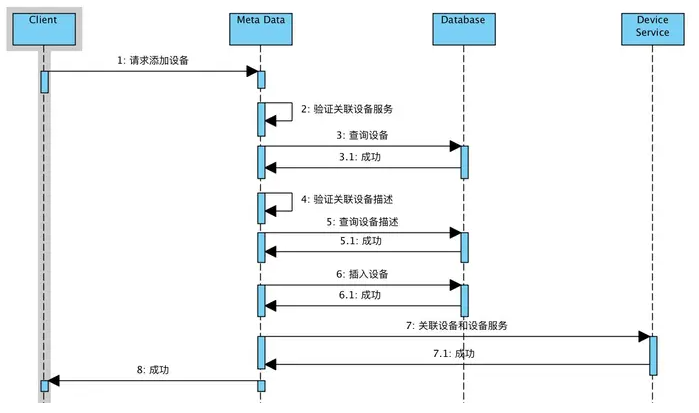 Client
Meta Data
Database
Device
Service
1: 请求添加设备
2: 验证关联设备服务
3: 查询设备
3.1: 成功
4: 验证关联设备描述
5: 查询设备描述
5.1: 成功
6: 插入设备
6.1: 成功
7: 关联设备和设备服务
7.1: 成功
8: 成功